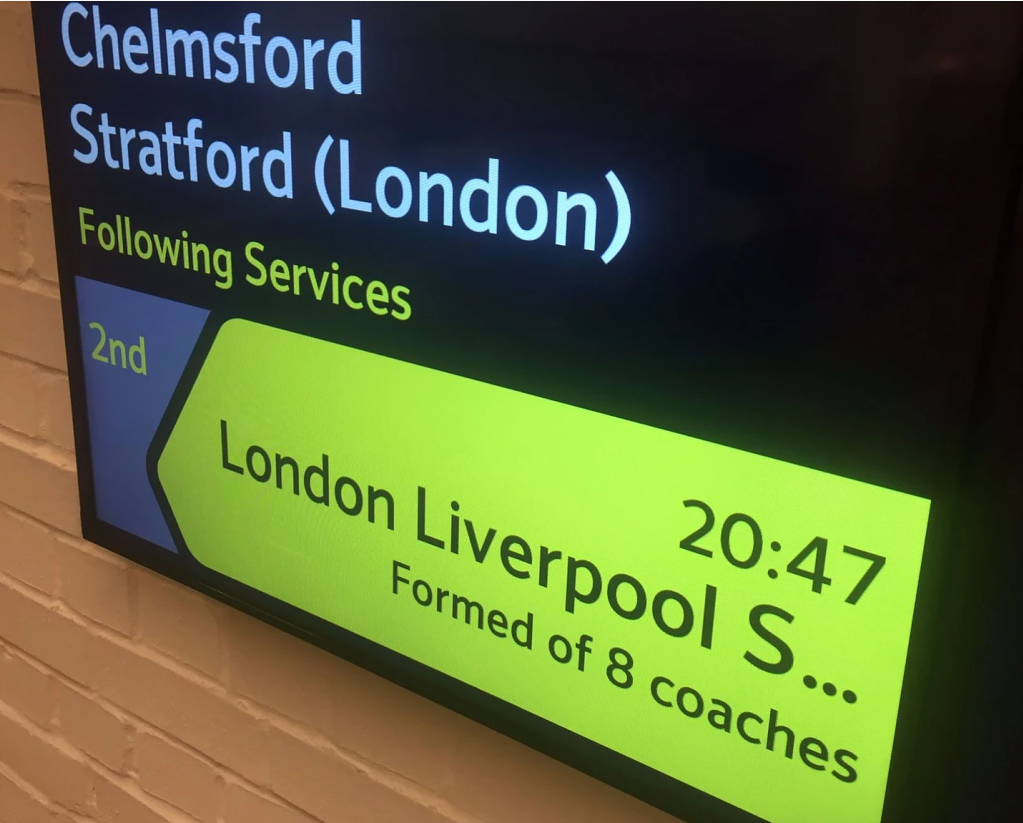 Chelmsford
Stratford (London)
Following Services
2nd
20:47
London Liverpool S...
Formed of 8 coaches